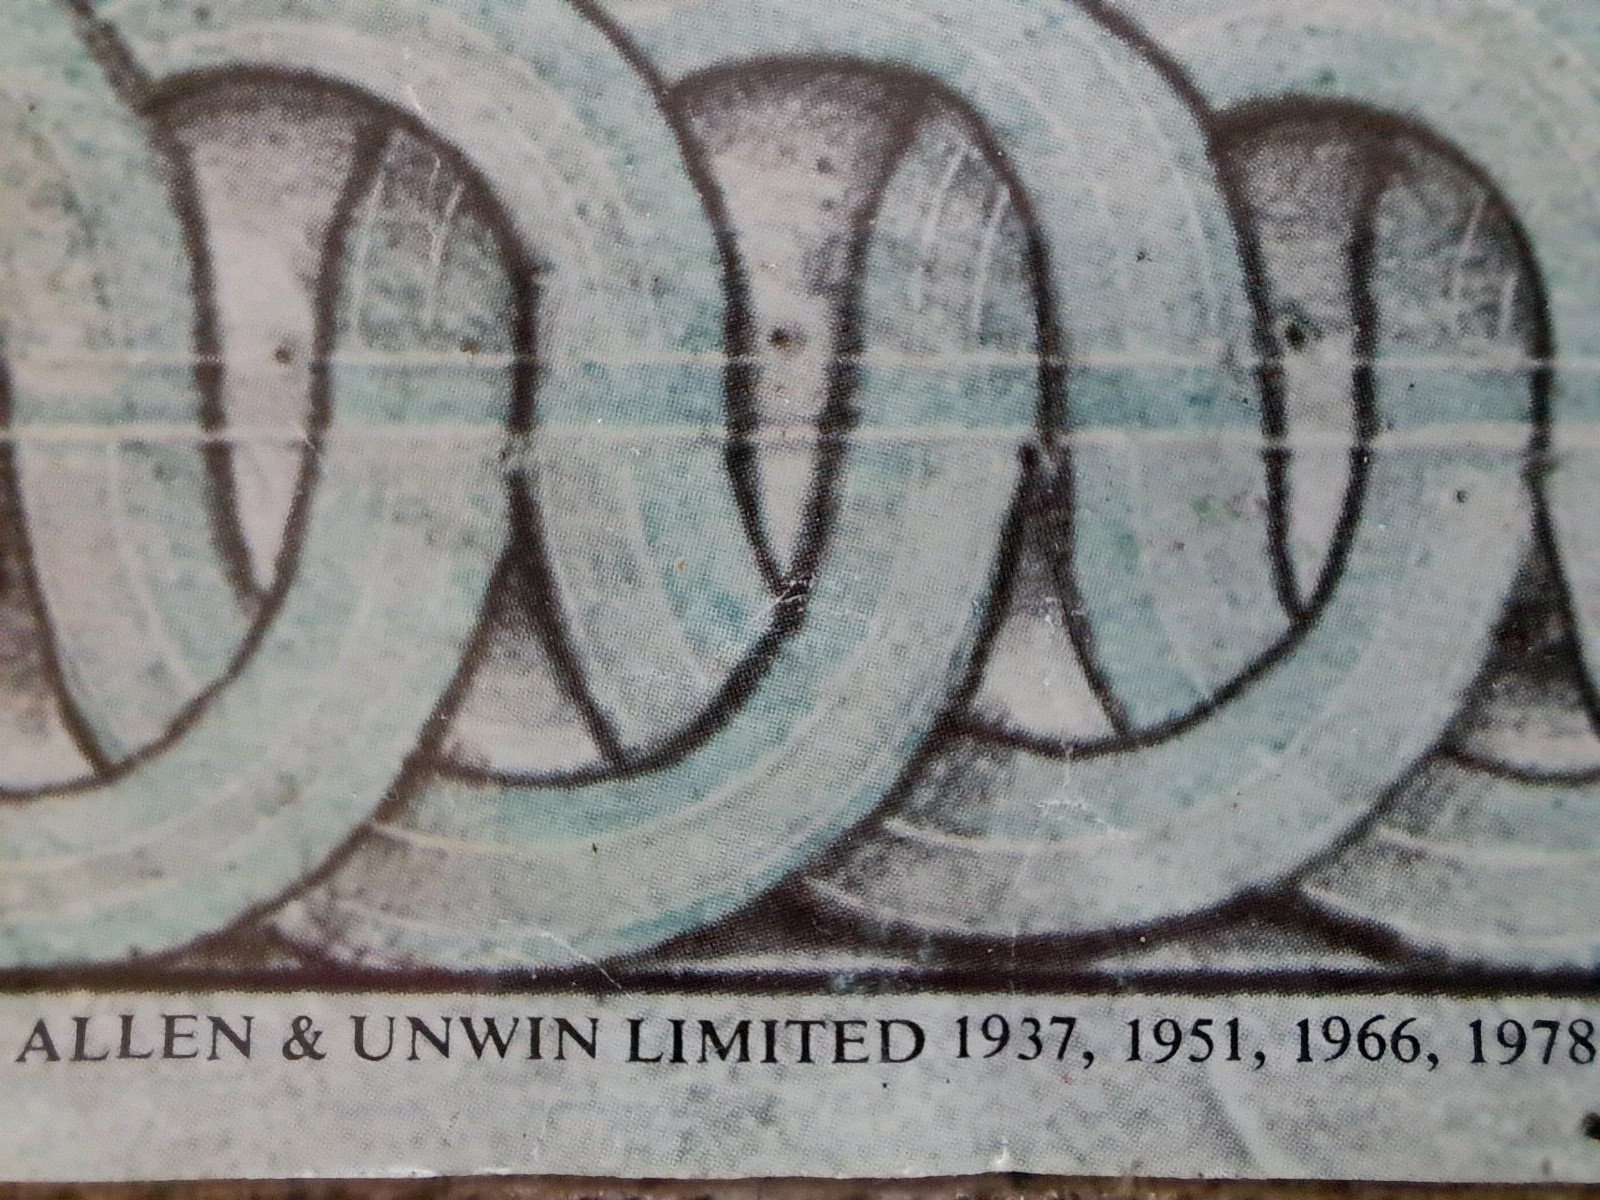 ALLEN & UNWIN LIMITED 1937, 1951, 1966, 1978